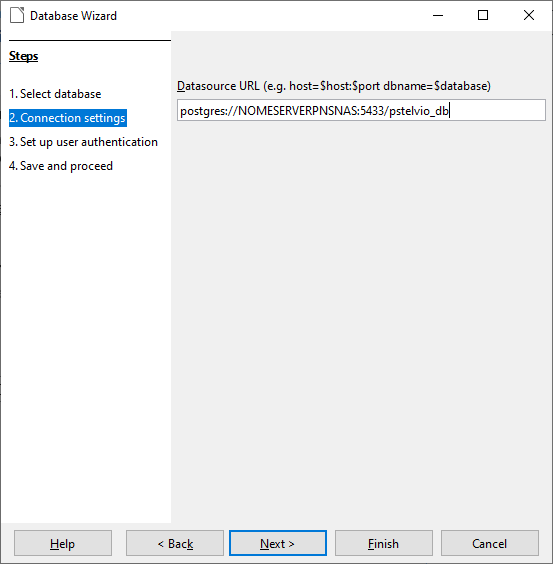 Database Wizard
Steps
1. Select database
2. Connection settings
3. Set up user authentication
4. Save and proceed
Datasource URL (e.g. host=$host:$port dbname=$database)
postgres://NOMESERVERPNSNAS:5433/pstelvio_db
Help
< Back
Next >
Finish
Cancel